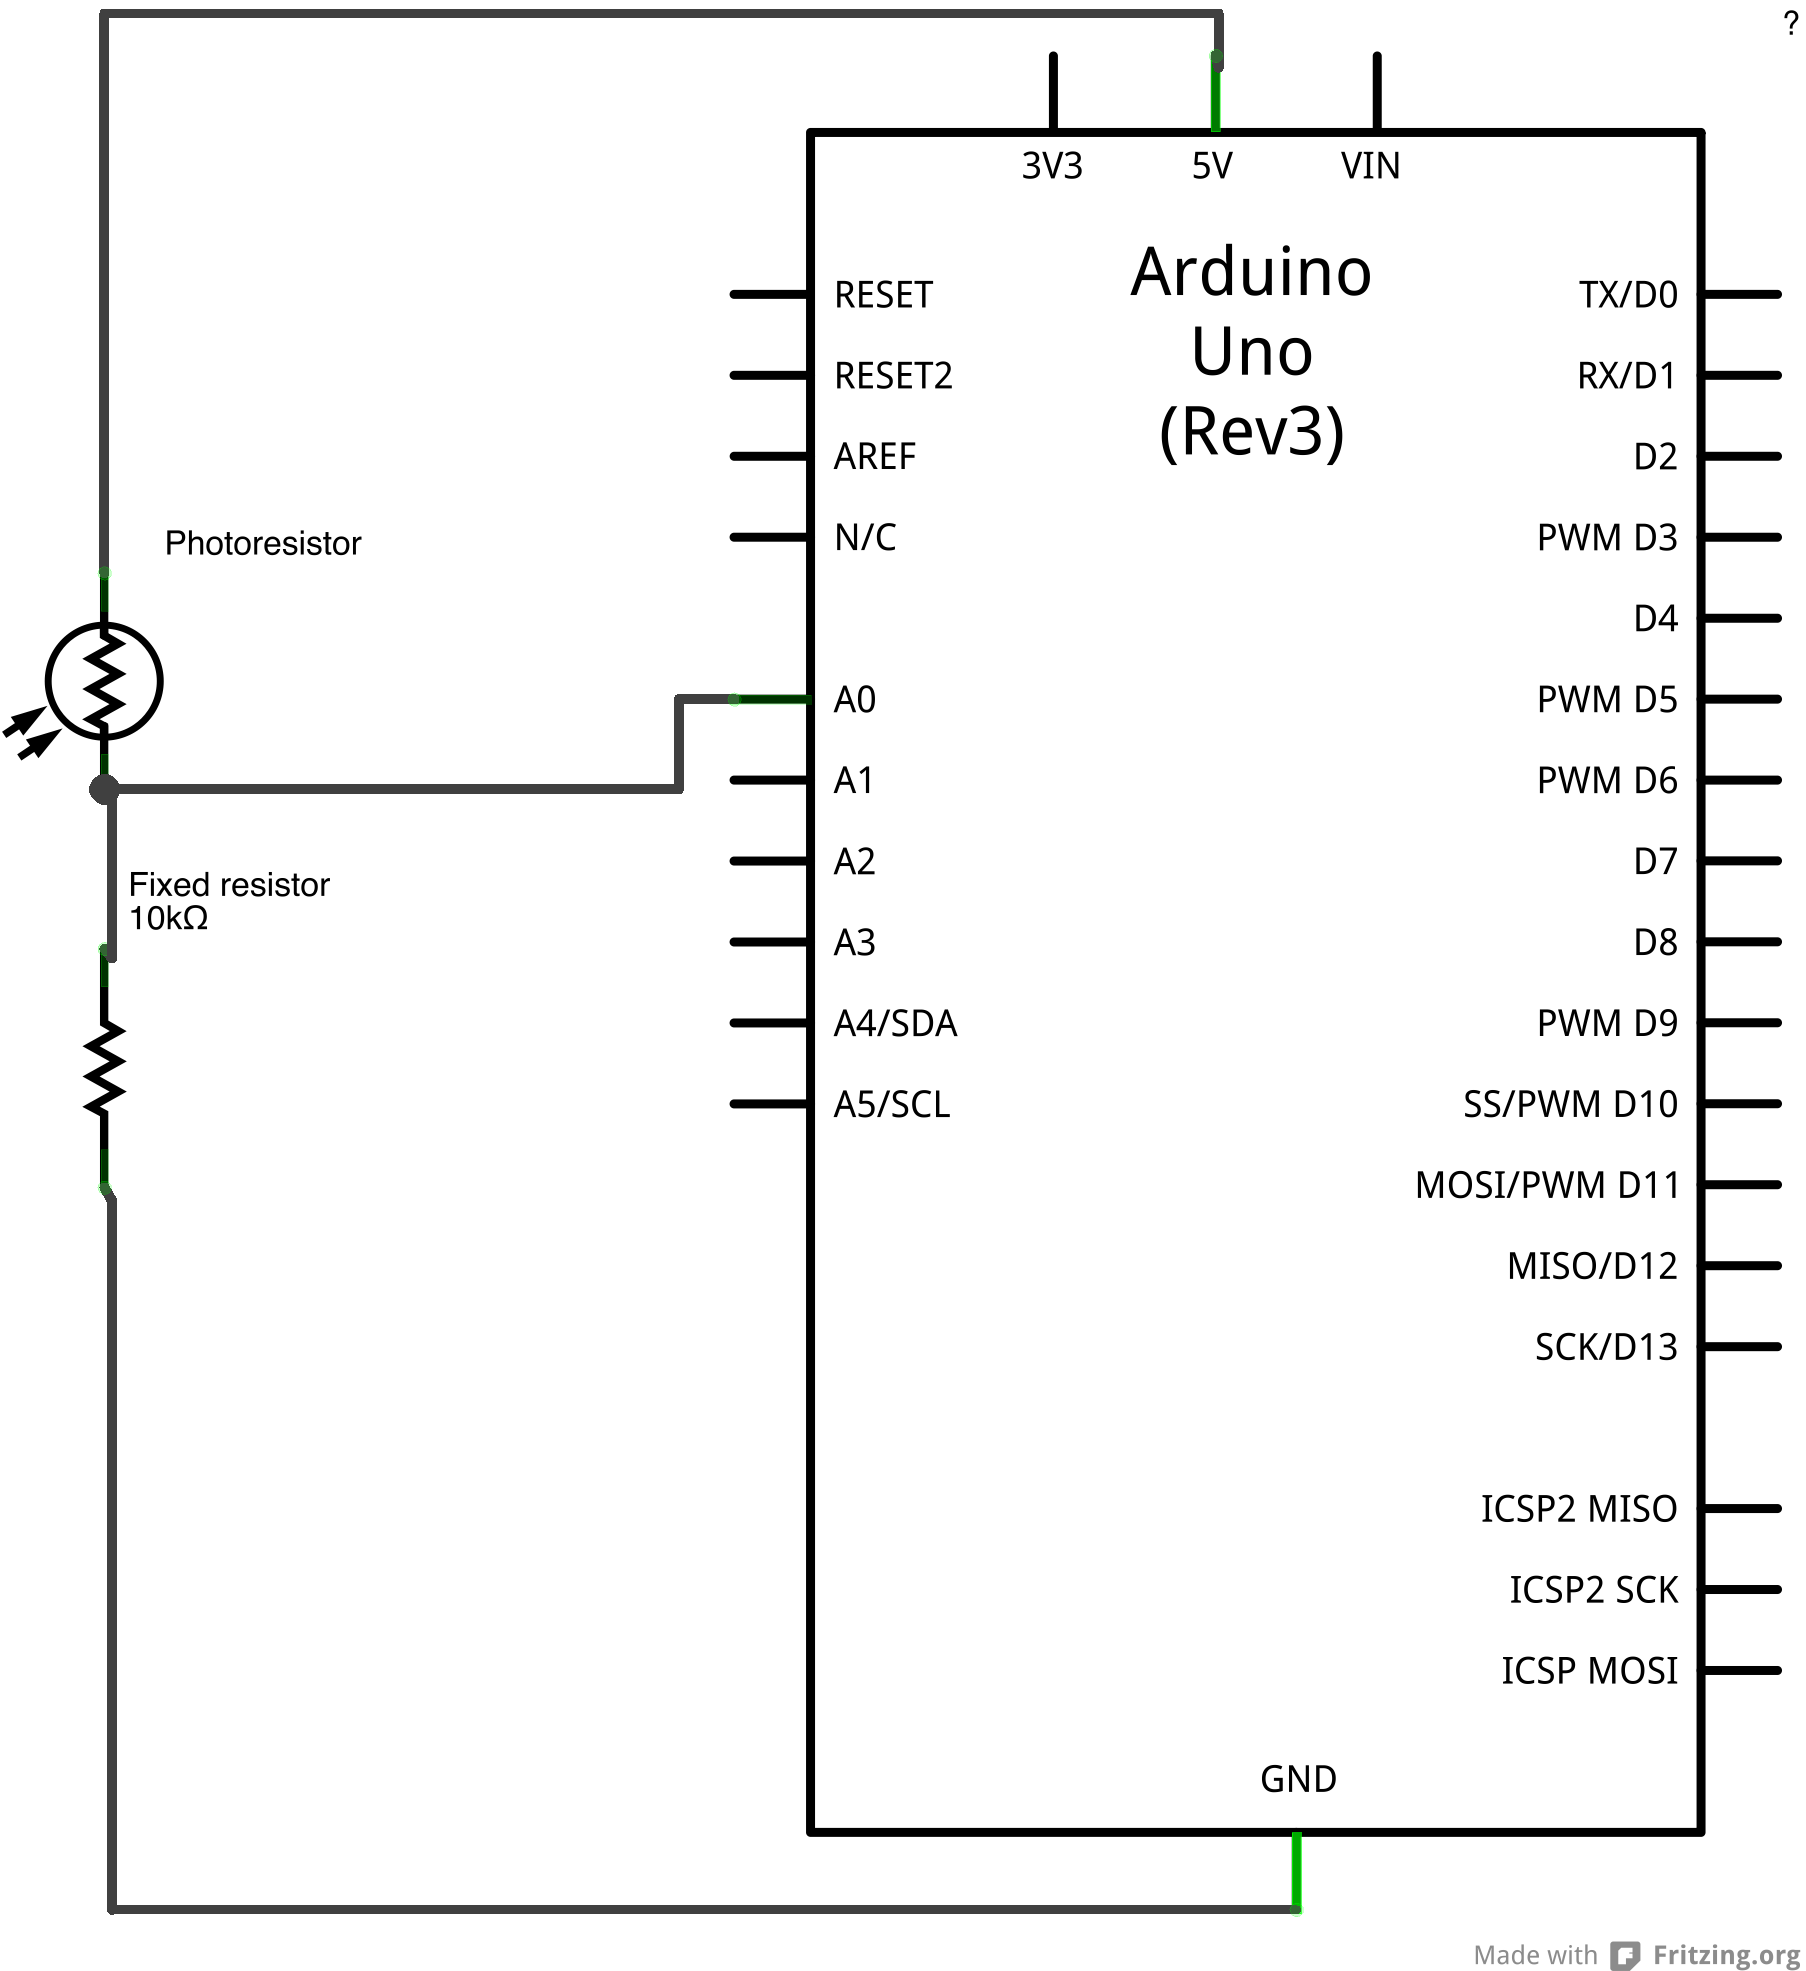 ?
3V3
5V
VIN
Arduino
Uno
(Rev3)
RESET
TX/D0
RESET2
RX/D1
AREF
D2
N/C
PWM D3
Photoresistor
D4
A0
PWM D5
A1
PWM D6
A2
D7
Fixed resistor
10kΩ
A3
D8
A4/SDA
PWM D9
A5/SCL
SS/PWM D10
MOSI/PWM D11
MISO/D12
SCK/D13
ICSP2 MISO
ICSP2 SCK
ICSP MOSI
GND
Made with Fritzing.org